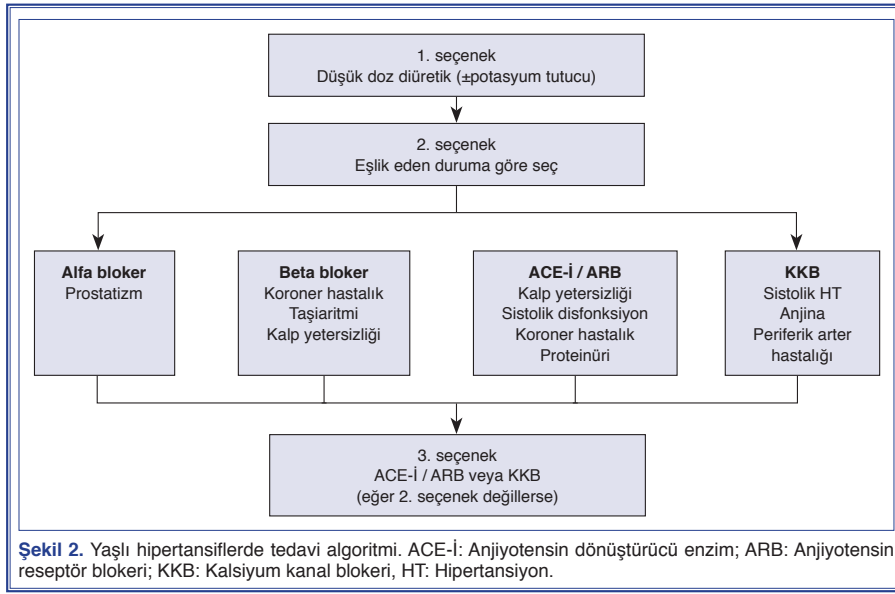 1. seçenek
Düşük doz diüretik (±potasyum tutucu)
2. seçenek
Eşlik eden duruma göre seç
Alfa bloker
Prostatizm
Beta bloker
Koroner hastalık
Taşiaritmi
Kalp yetersizliği
ACE-İ / ARB
Kalp yetersizliği
Sistolik disfonksiyon
Koroner hastalık
Proteinüri
KKB
Sistolik HT
Anjina
Periferik arter
hastalığı
3. seçenek
ACE-İ / ARB veya KKB
(eğer 2. seçenek değillerse)
Şekil 2. Yaşlı hipertansiflerde tedavi algoritmi. ACE-İ: Anjiyotensin dönüştürücü enzim; ARB: Anjiyotensin
reseptör blokeri; KKB: Kalsiyum kanal blokeri, HT: Hipertansiyon.